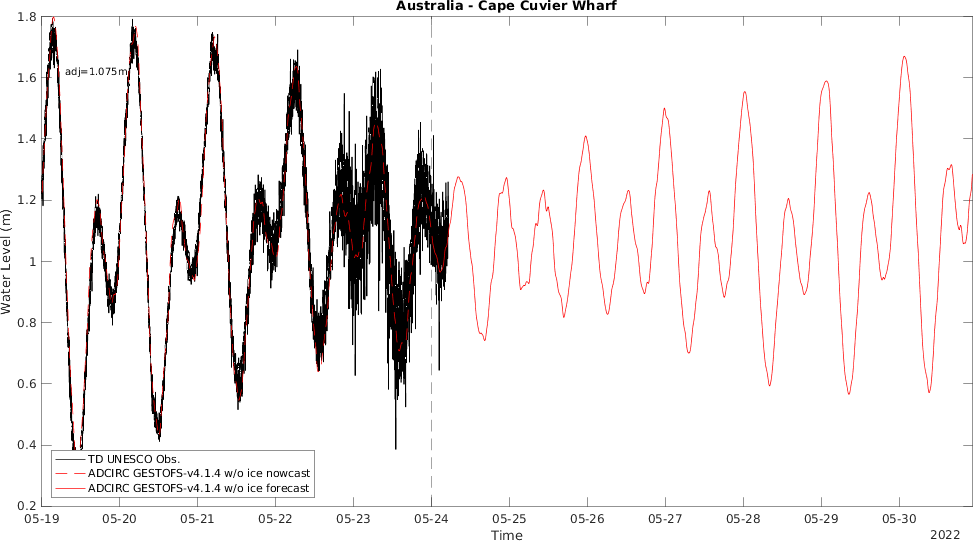 Australia - Cape Cuvier Wharf
1.8
adj=1.075m
1.6
1.4
1.2
1
0.8
0.6
0.4
0.2
Water Level (m)
TD UNESCO Obs.
ADCIRC GESTOFS-v4.1.4 w/o ice nowcast
ADCIRC GESTOFS-v4.1.4 w/o ice forecast
05-19 05-20 05-21 05-22 05-23 05-24 05-25 05-26 05-27 05-28 05-29 05-30
Time
2022